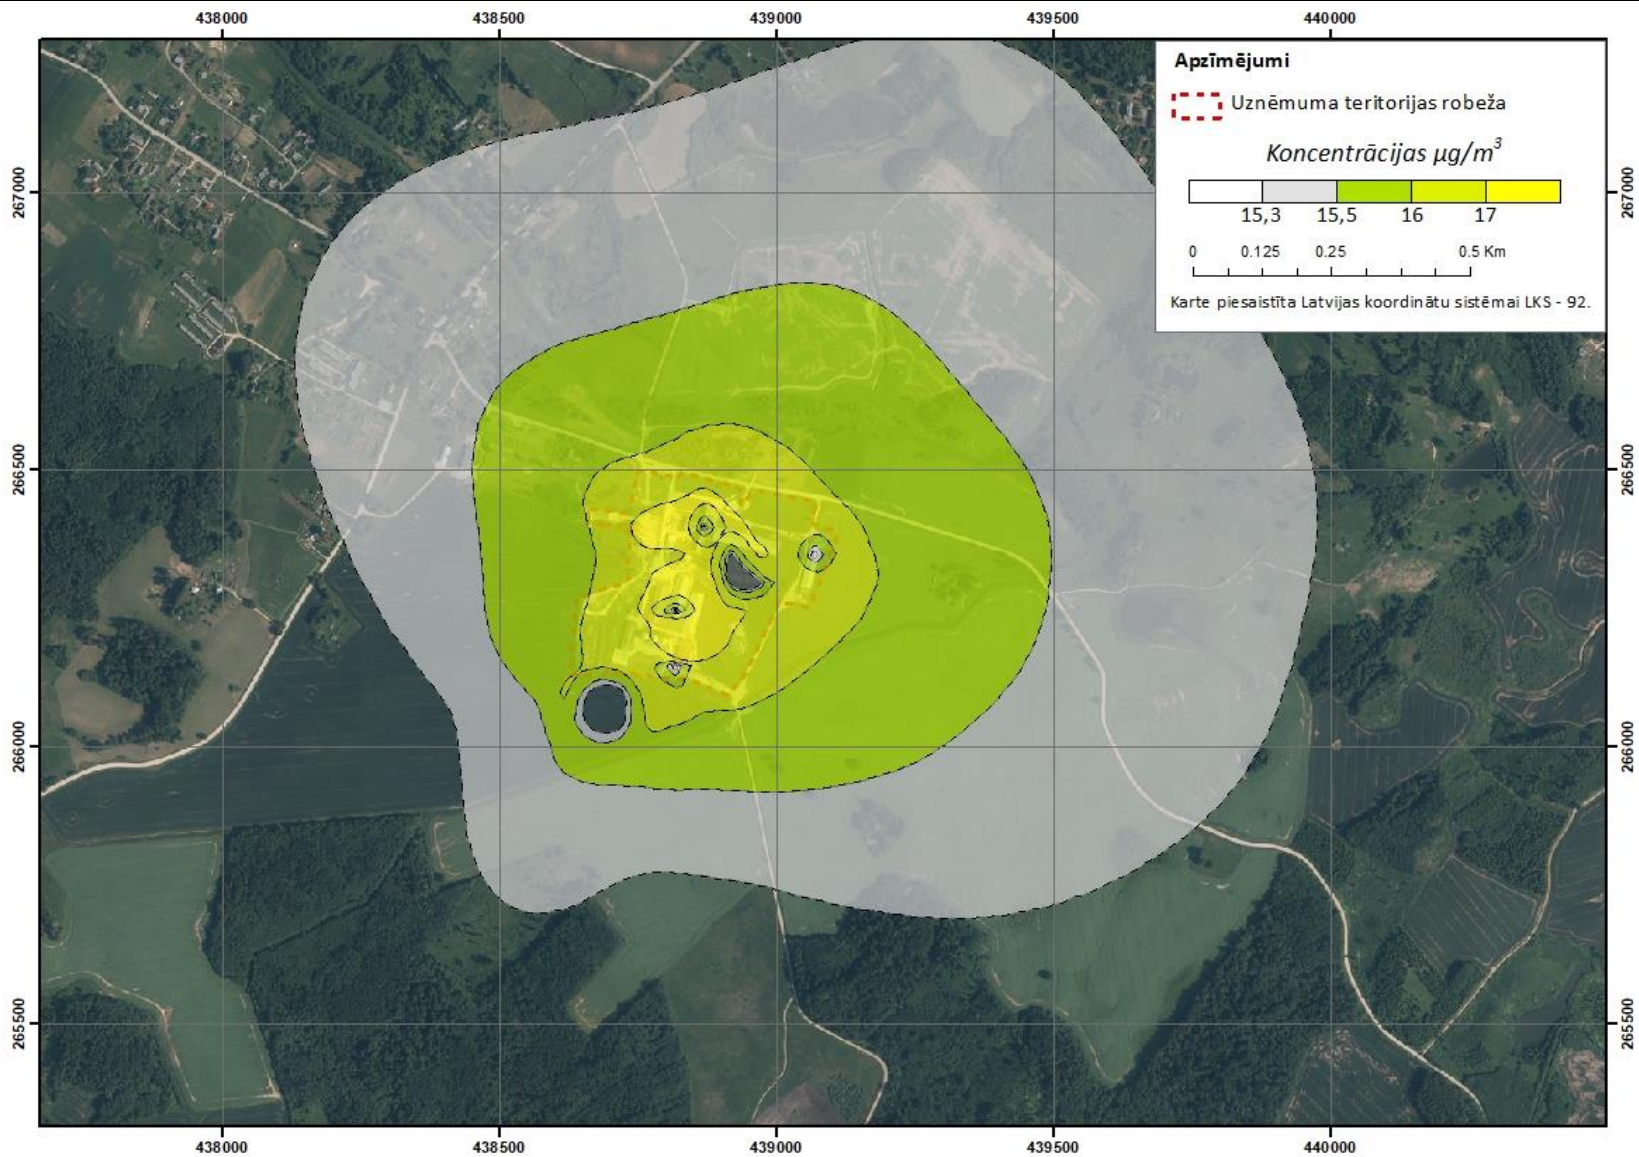 438000 438500 439000 439500 440000
Apzīmējumi
Uzņēmuma teritorijas robeža
Koncentrācijas µg/m³
15,3 15,5 16 17
0 0.125 0.25 0.5 Km
Karte piesaistīta Latvijas koordinātu sistēmai LKS - 92.
267000 267000
266500 266500
266000 266000
265500 265500
438000 438500 439000 439500 440000